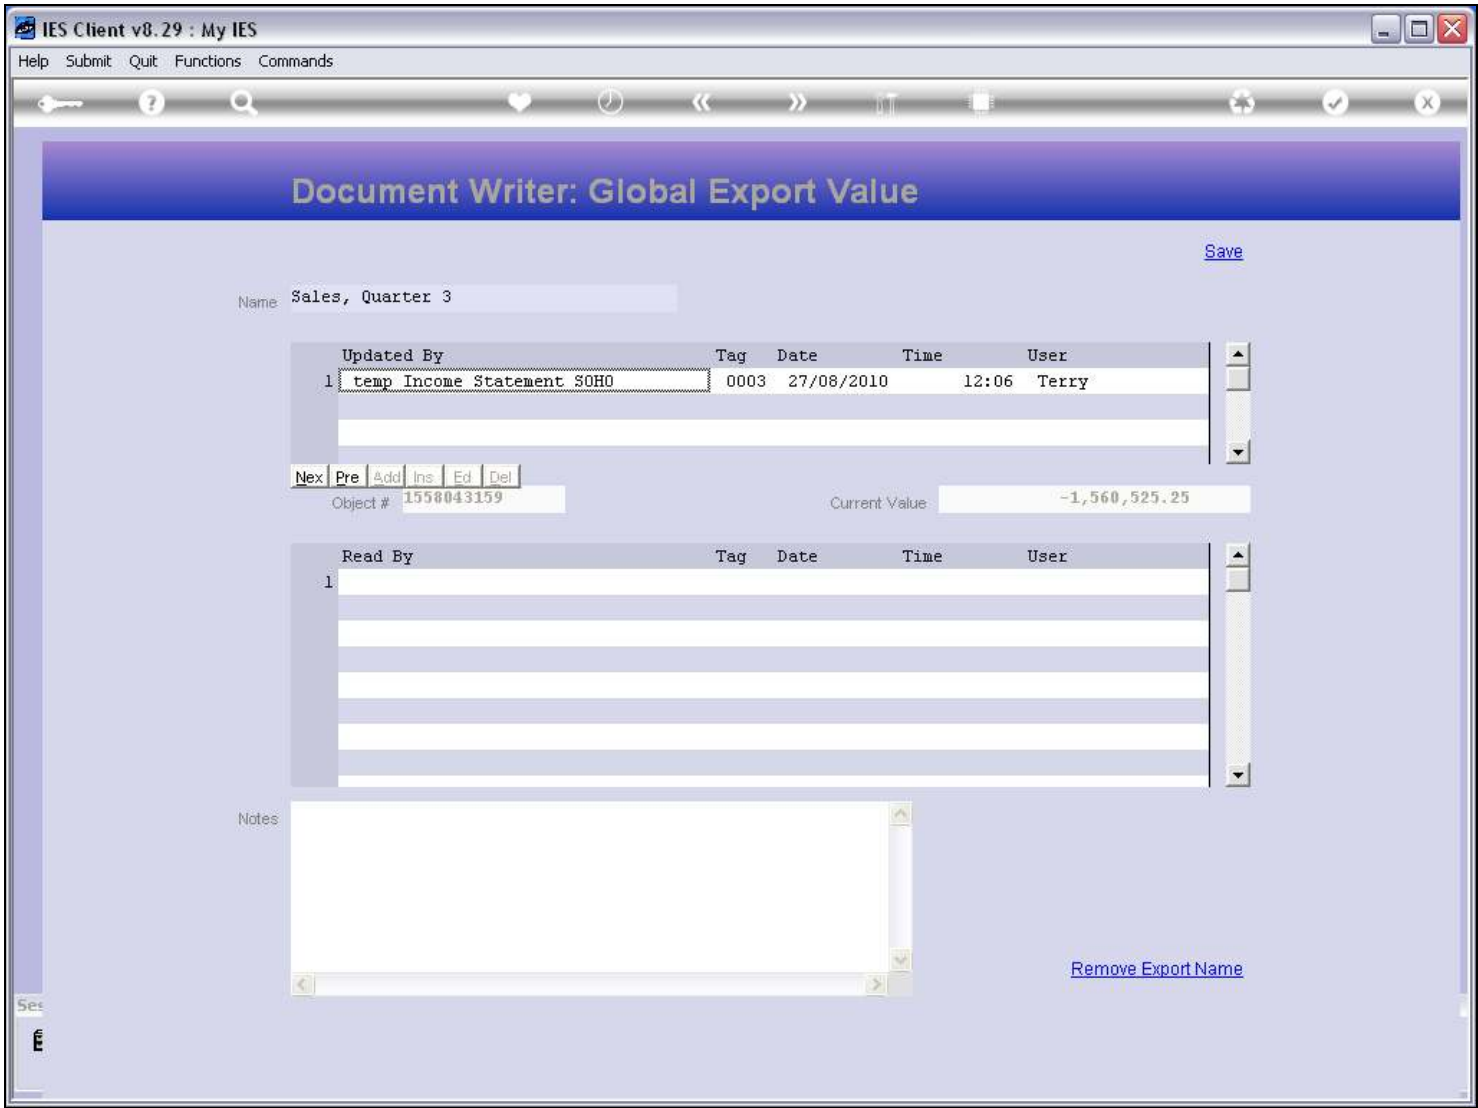 IES Client v8.29 : My IES
Help Submit Quit Functions Commands
Document Writer: Global Export Value
Save
Name Sales, Quarter 3
Updated By Tag Date Time User
1 temp Income Statement SOHO 0003 27/08/2010 12:06 Terry
Nex Pre Add Ins Ed Del
Object # 1558043159 Current Value -1,560,525.25
Read By Tag Date Time User
1
Notes
Remove Export Name
Ses